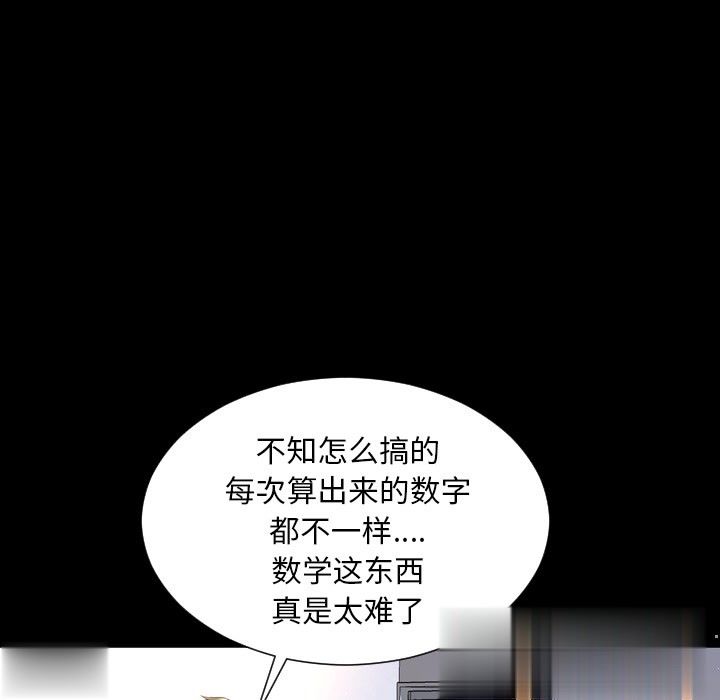 不知怎么搞的
每次算出来的数字
都不一样....
数学这东西
真是太难了